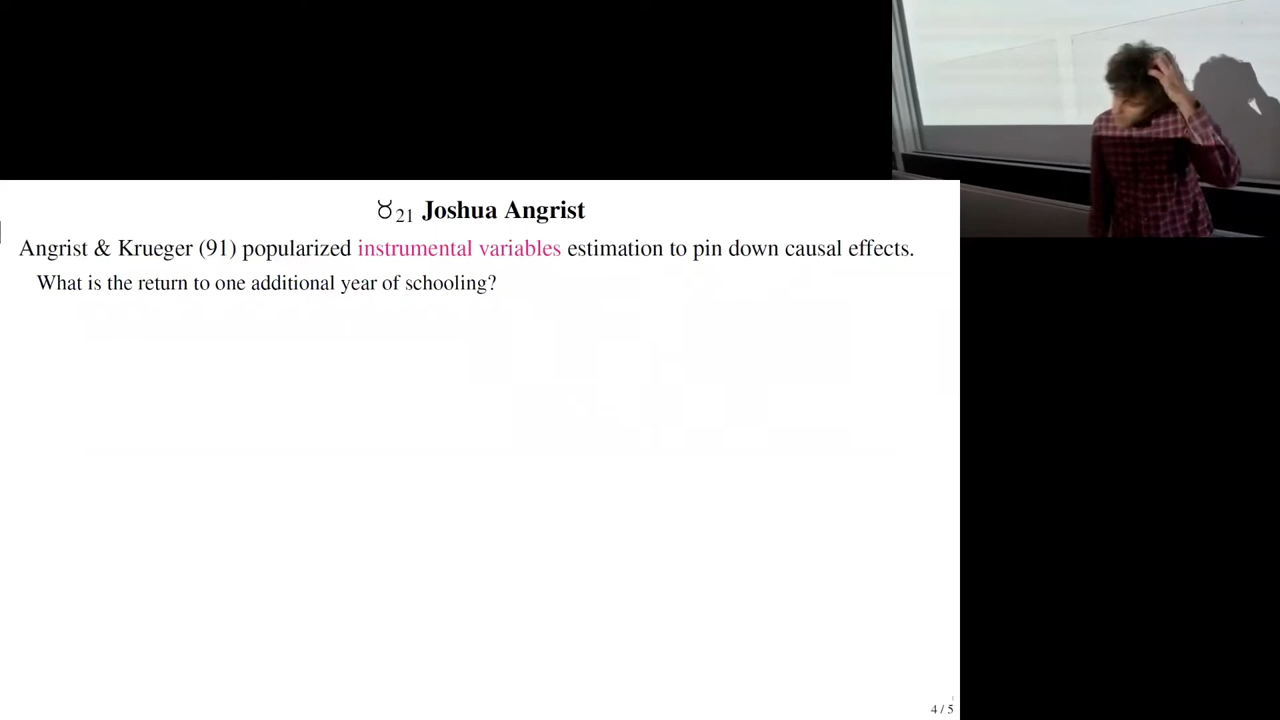 ♉21 Joshua Angrist
Angrist & Krueger (91) popularized instrumental variables estimation to pin down causal effects.
What is the return to one additional year of schooling?
4 / 5